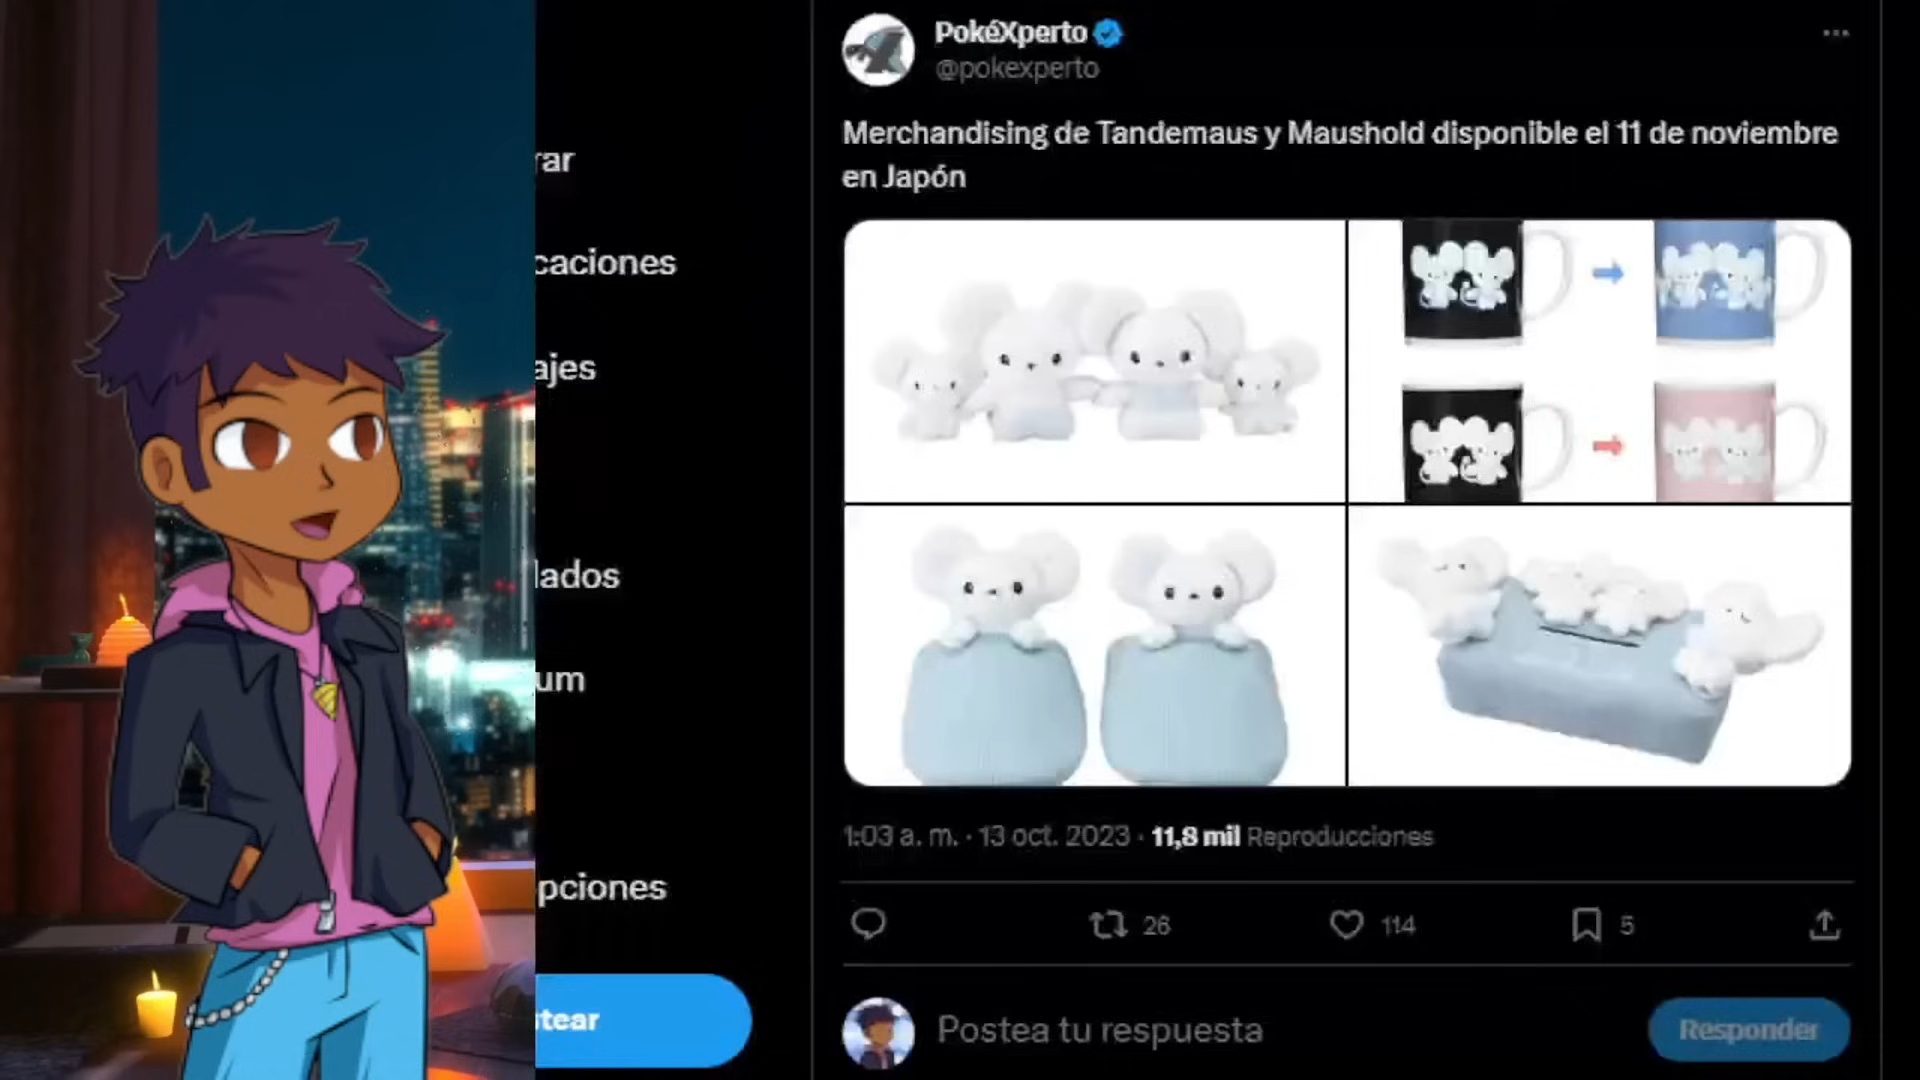 PokéXperto
@pokexperto
Merchandising de Tandemaus y Maushold disponible el 11 de noviembre
en Japón
rar
caciones
ajes
lados
um
pciones
tear
1:03 a. m. · 13 oct. 2023 · 11,8 mil Reproducciones
26
114
5
Postea tu respuesta
Responder